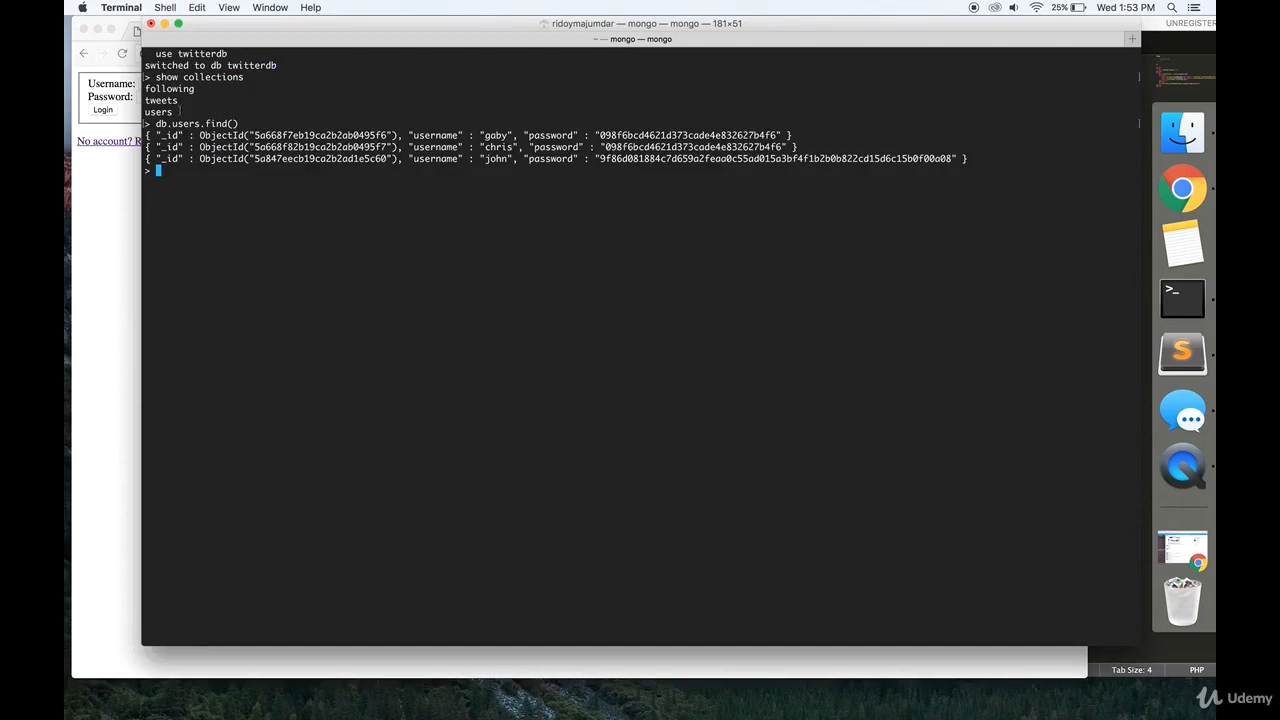 Terminal Shell Edit View Window Help 25% Wed 1:53 PM
ridoymajumdar — mongo — mongo — 181×51
UNREGISTER
~ — mongo — mongo
use twitterdb
switched to db twitterdb
> show collections
following
tweets
users
> db.users.find()
{ "_id" : ObjectId("5a668f7eb19ca2b2ab0495f6"), "username" : "gaby", "password" : "098f6bcd4621d373cade4e832627b4f6" }
{ "_id" : ObjectId("5a668f82b19ca2b2ab0495f7"), "username" : "chris", "password" : "098f6bcd4621d373cade4e832627b4f6" }
{ "_id" : ObjectId("5a847eecb19ca2b2ad1e5c60"), "username" : "john", "password" : "9f86d081884c7d659a2feaa0c55ad015a3bf4f1b2b0b822cd15d6c15b0f00a08" }
>
Username:
Password:
Login
No account? R
Tab Size: 4 PHP
Udemy